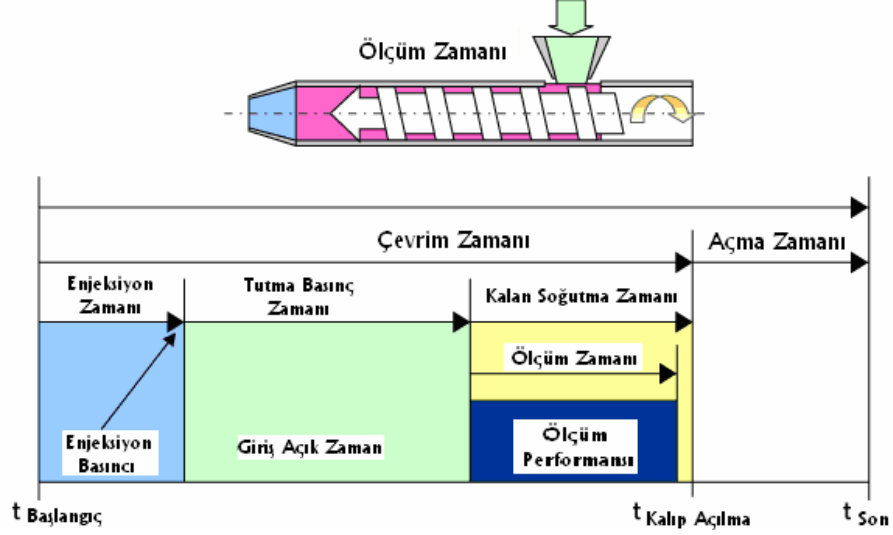 Ölçüm Zamanı
Çevrim Zamanı
Açma Zamanı
Enjeksiyon
Zamanı
Tutma Basınç
Zamanı
Kalan Soğutma Zamanı
Ölçüm Zamanı
Enjeksiyon
Basıncı
Giriş Açık Zaman
Ölçüm
Performansı
t Başlangıç
t Kalıp Açılma
t Son